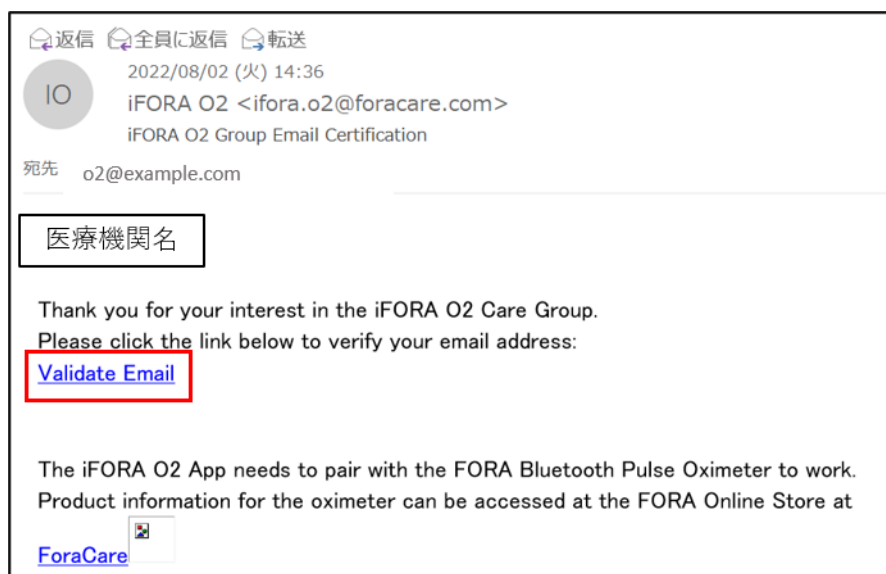 返信 全員に返信 転送
IO
2022/08/02 (火) 14:36
iFORA O2 <ifora.o2@foracare.com>
iFORA O2 Group Email Certification
宛先 o2@example.com
医療機関名
Thank you for your interest in the iFORA O2 Care Group.
Please click the link below to verify your email address:
Validate Email
The iFORA O2 App needs to pair with the FORA Bluetooth Pulse Oximeter to work.
Product information for the oximeter can be accessed at the FORA Online Store at
ForaCare